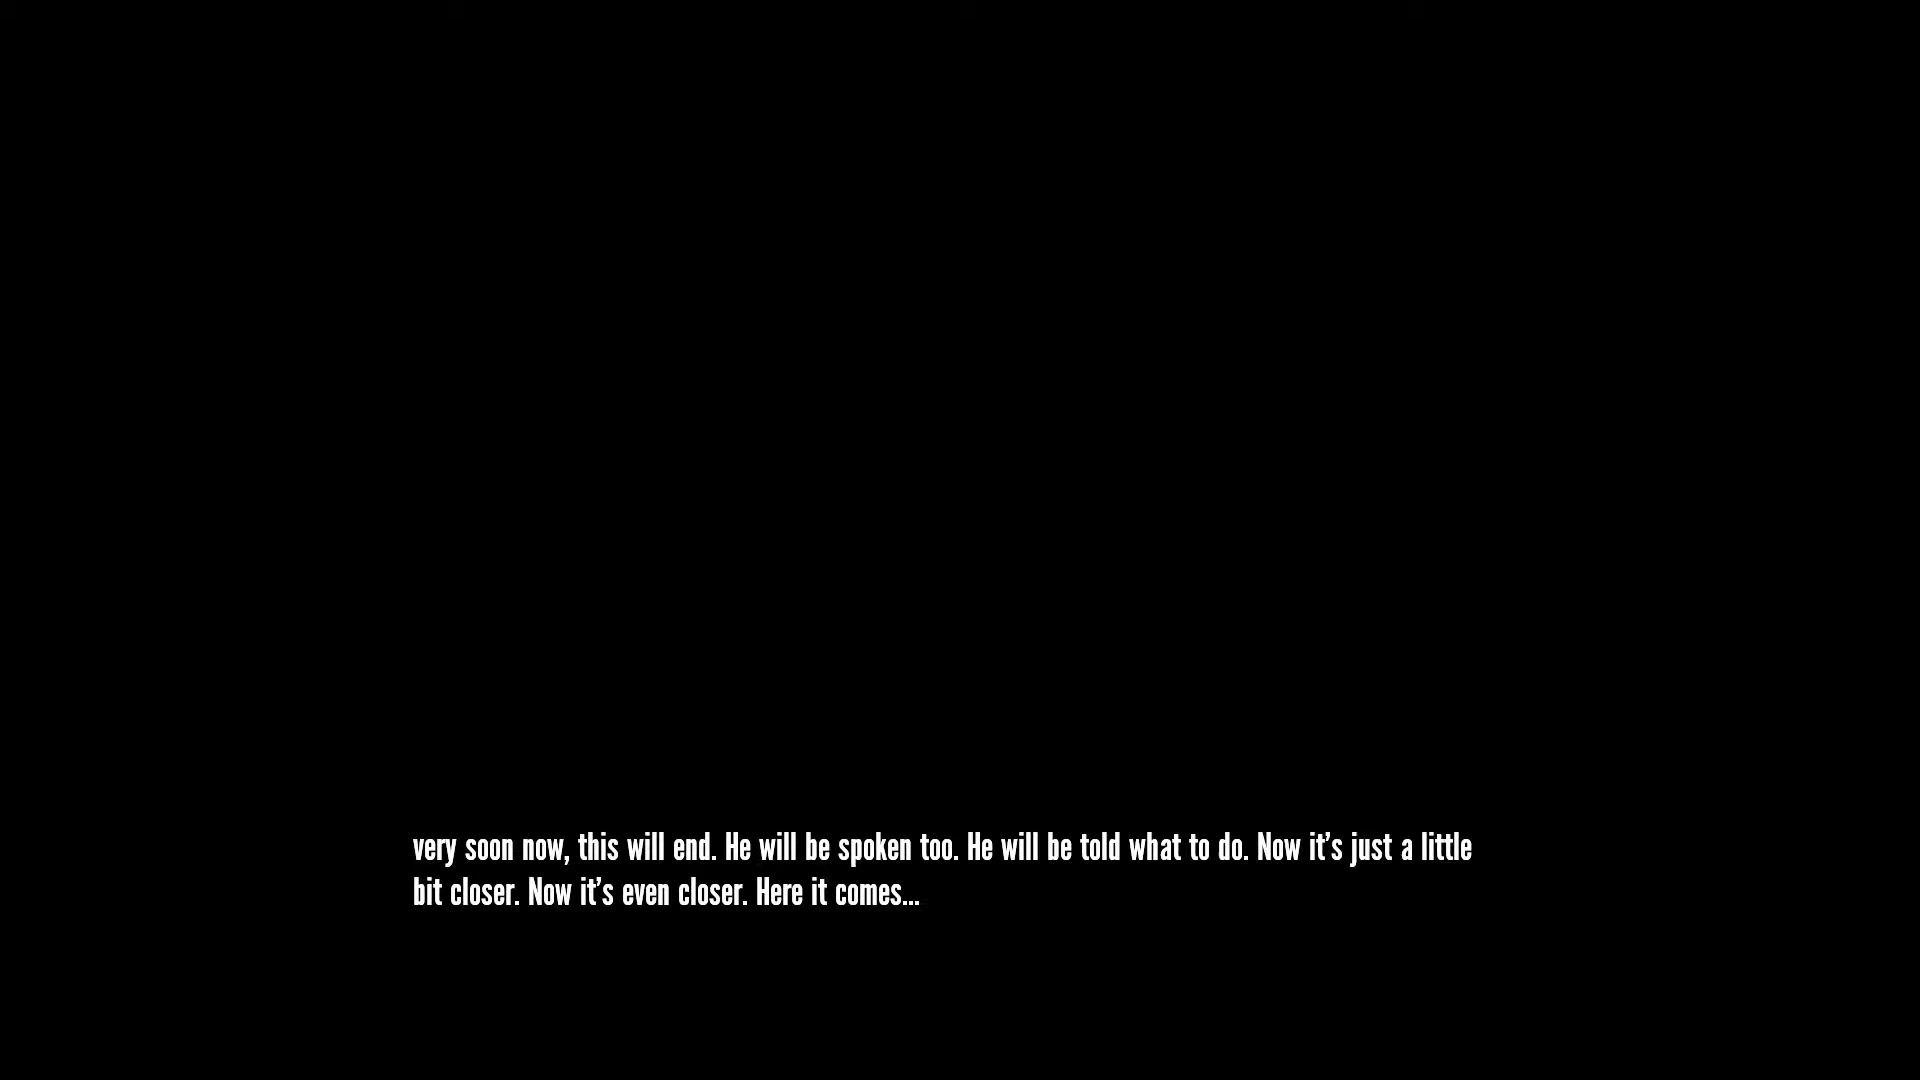 very soon now, this will end. He will be spoken too. He will be told what to do. Now it's just a little
bit closer. Now it's even closer. Here it comes...